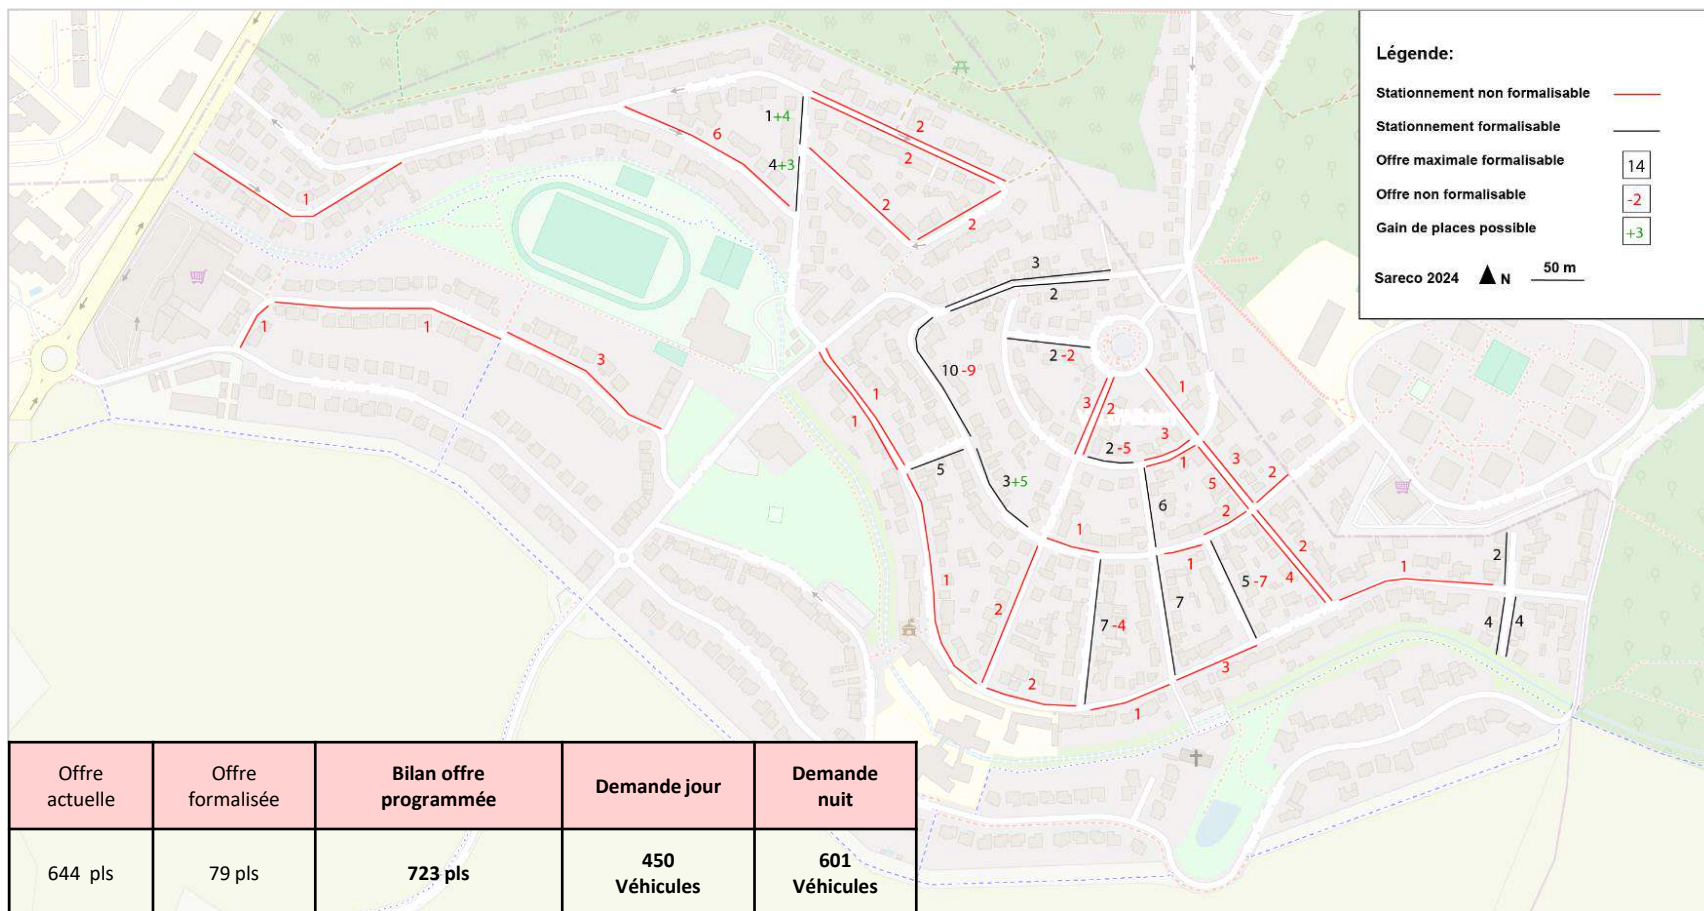 Légende:
Stationnement non formalisable
Stationnement formalisable
Offre maximale formalisable 14
Offre non formalisable -2
Gain de places possible +3
Sareco 2024 N 50 m
1+4
6
2
4+3
2
1
2
2
3
2
1
1
3
2 -2
10 -9
1
1
1
3
2
3
2 -5
1
3
2
5
5
3+5
6
2
1
2
2
1
1
4
5 -7
1
2
7
2
7 -4
4
4
3
2
1
Offre actuelle
Offre formalisée
Bilan offre programmée
Demande jour
Demande nuit
644 pls
79 pls
723 pls
450 Véhicules
601 Véhicules